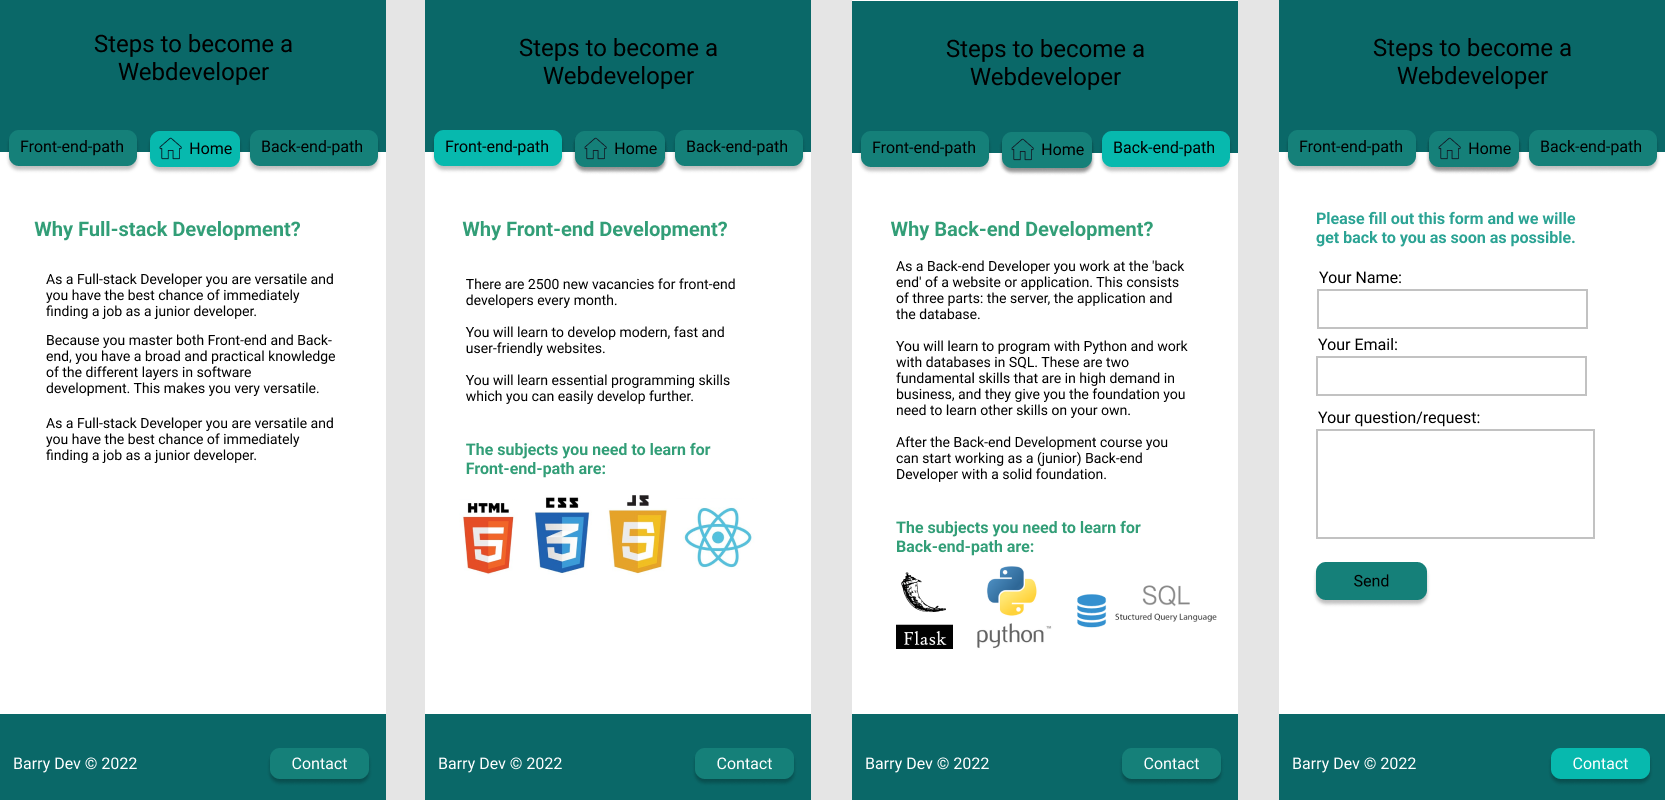 Steps to become a
Webdeveloper
Front-end-path
Home
Back-end-path
Why Full-stack Development?
As a Full-stack Developer you are versatile and
you have the best chance of immediately
finding a job as a junior developer.
Because you master both Front-end and Back-
end, you have a broad and practical knowledge
of the different layers in software
development. This makes you very versatile.
As a Full-stack Developer you are versatile and
you have the best chance of immediately
finding a job as a junior developer.
Barry Dev © 2022
Contact
Steps to become a
Webdeveloper
Front-end-path
Home
Back-end-path
Why Front-end Development?
There are 2500 new vacancies for front-end
developers every month.
You will learn to develop modern, fast and
user-friendly websites.
You will learn essential programming skills
which you can easily develop further.
The subjects you need to learn for
Front-end-path are:
HTML
5
CSS
3
JS
5
Barry Dev © 2022
Contact
Steps to become a
Webdeveloper
Front-end-path
Home
Back-end-path
Why Back-end Development?
As a Back-end Developer you work at the 'back
end' of a website or application. This consists
of three parts: the server, the application and
the database.
You will learn to program with Python and work
with databases in SQL. These are two
fundamental skills that are in high demand in
business, and they give you the foundation you
need to learn other skills on your own.
After the Back-end Development course you
can start working as a (junior) Back-end
Developer with a solid foundation.
The subjects you need to learn for
Back-end-path are:
Flask
python™
SQL
Stuctured Query Language
Barry Dev © 2022
Contact
Steps to become a
Webdeveloper
Front-end-path
Home
Back-end-path
Please fill out this form and we wille
get back to you as soon as possible.
Your Name:
Your Email:
Your question/request:
Send
Barry Dev © 2022
Contact